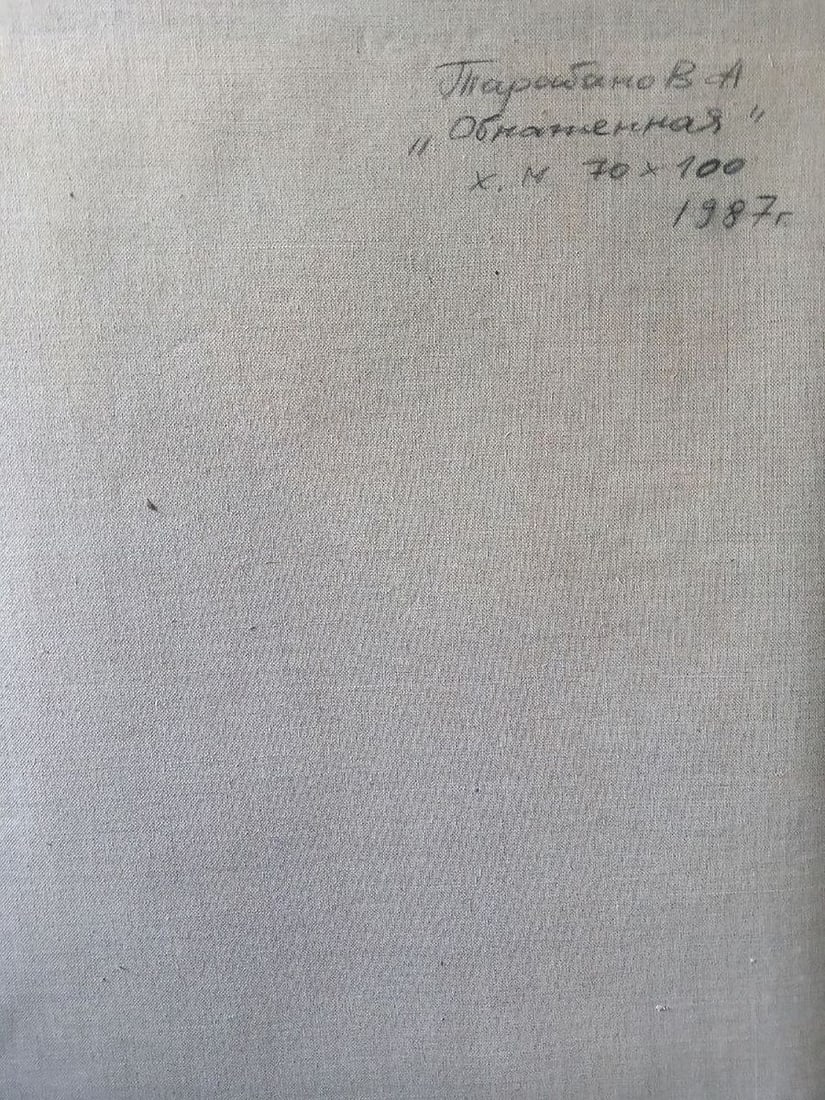 Тарабанов А
„Обнаженная"
х. м 70 x 100
1987г.